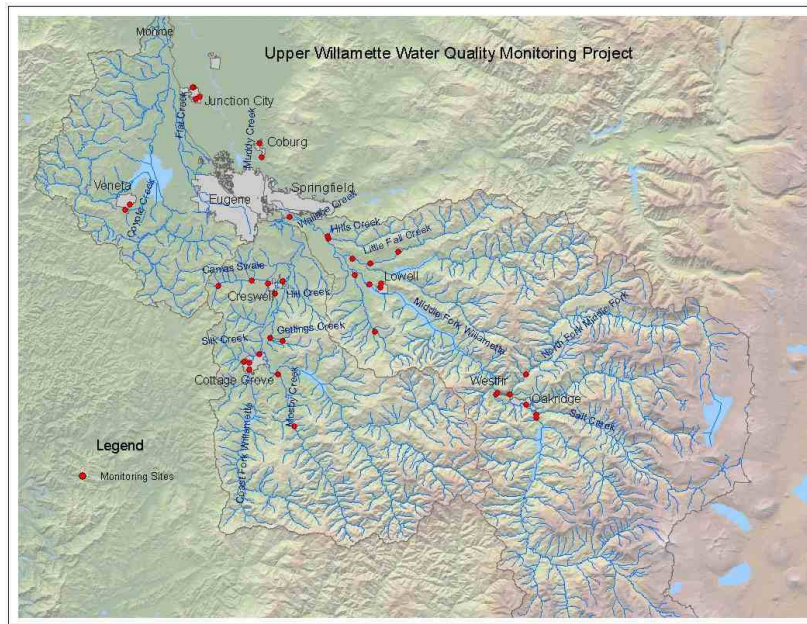 Monroe
Upper Willamette Water Quality Monitoring Project
Junction City
Flat Creek
Muddy Creek
Coburg
Veneta
Coyote Creek
Eugene
Springfield
Wallace Creek
Hills Creek
Little Fall Creek
Camas Swale
Lowell
Creswell
Hill Creek
Middle Fork Willamette
North Fork Middle Fork
Gettings Creek
Silk Creek
Cottage Grove
Mosby Creek
Westfir
Oakridge
Salt Creek
Coast Fork Willamette
Legend
Monitoring Sites